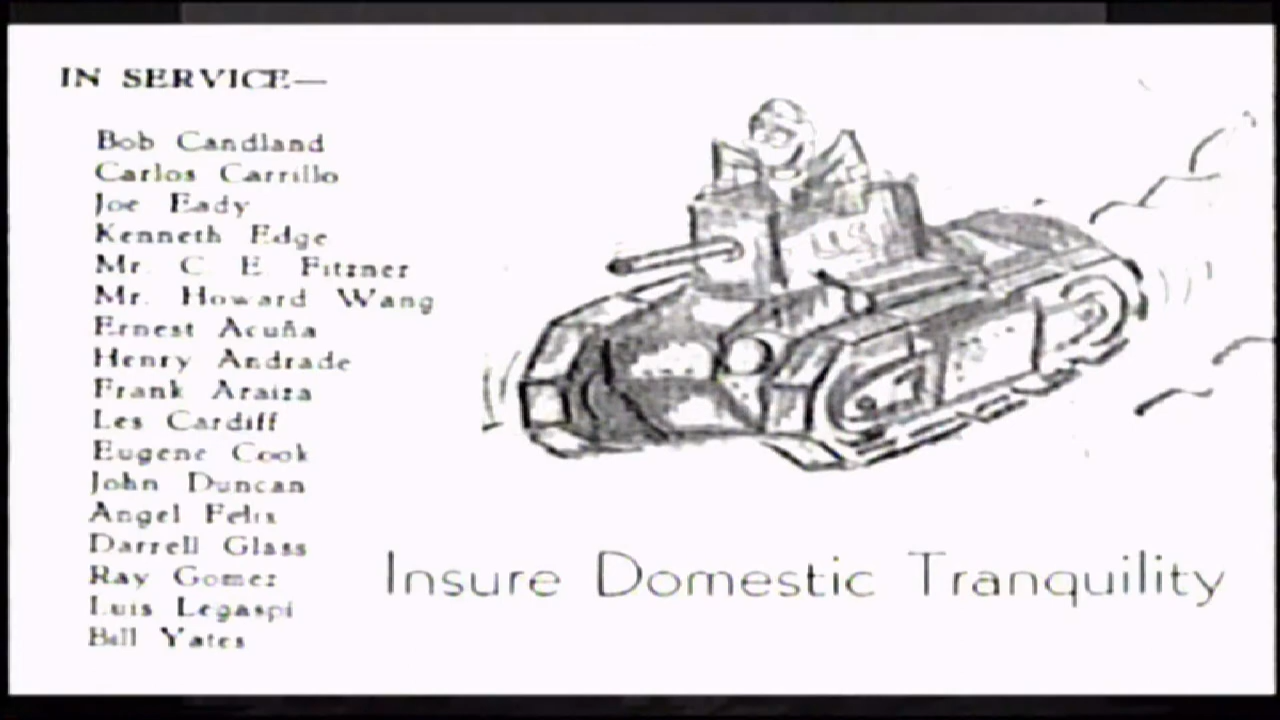 IN SERVICE—
Bob Candland
Carlos Carrillo
Joe Eady
Kenneth Edge
Mr. C. E. Fitzner
Mr. Howard Wang
Ernest Acuña
Henry Andrade
Frank Araiza
Les Cardiff
Eugene Cook
John Duncan
Angel Felix
Darrell Glass
Ray Gomez
Luis Legaspi
Bill Yates
Insure Domestic Tranquility